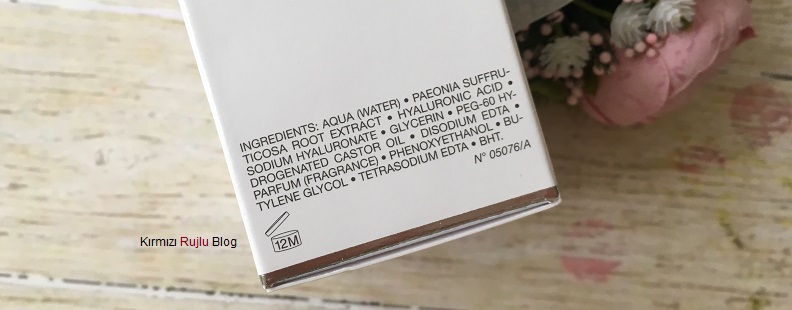 INGREDIENTS: AQUA (WATER) • PAEONIA SUFFRU-
TICOSA ROOT EXTRACT • HYALURONIC ACID •
SODIUM HYALURONATE • GLYCERIN • PEG-60 HY-
DROGENATED CASTOR OIL • DISODIUM EDTA •
PARFUM (FRAGRANCE) • PHENOXYETHANOL • BU-
TYLENE GLYCOL • TETRASODIUM EDTA • BHT.
N° 05076/A
12M
Kırmızı Rujlu Blog